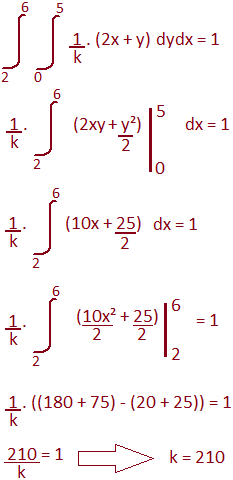 ∫₂⁶ ∫₀⁵ 1/k . (2x + y) dydx = 1
1/k . ∫₂⁶ (2xy + y²/2) |₀⁵ dx = 1
1/k . ∫₂⁶ (10x + 25/2) dx = 1
1/k . ∫₂⁶ (10x²/2 + 25/2) |₂⁶ = 1
1/k . ((180 + 75) - (20 + 25)) = 1
210/k = 1 ⇨ k = 210